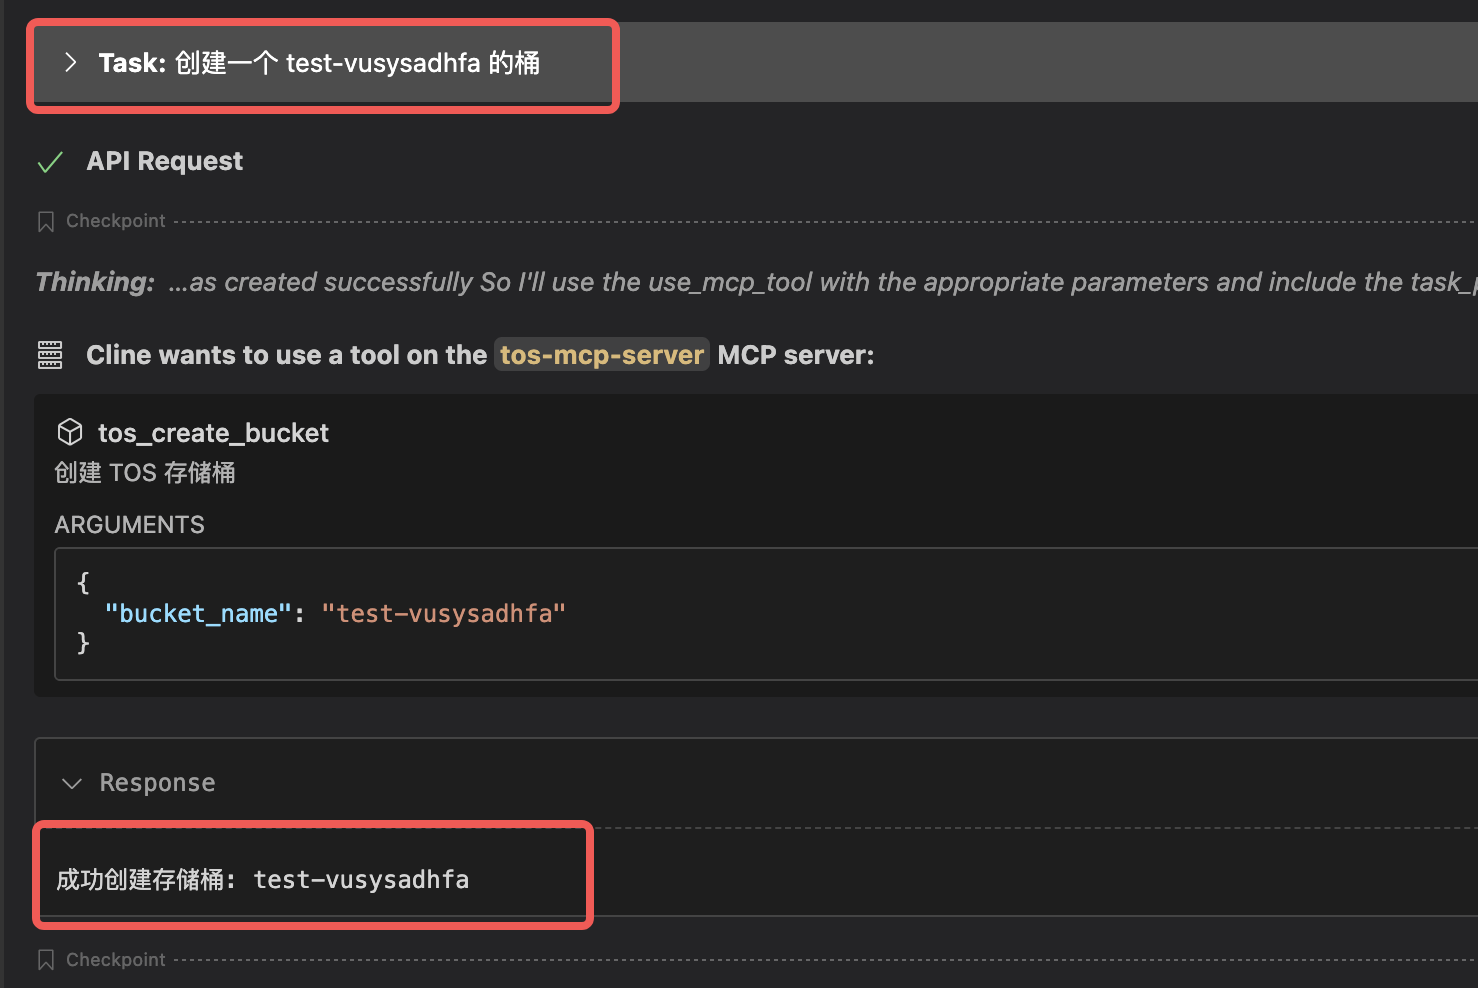 Task: 创建一个 test-vusysadhfa 的桶
API Request
Checkpoint
Thinking: ...as created successfully So I'll use the use_mcp_tool with the appropriate parameters and include the task_
Cline wants to use a tool on the tos-mcp-server MCP server:
tos_create_bucket
创建 TOS 存储桶
ARGUMENTS
{
"bucket_name": "test-vusysadhfa"
}
Response
成功创建存储桶: test-vusysadhfa
Checkpoint